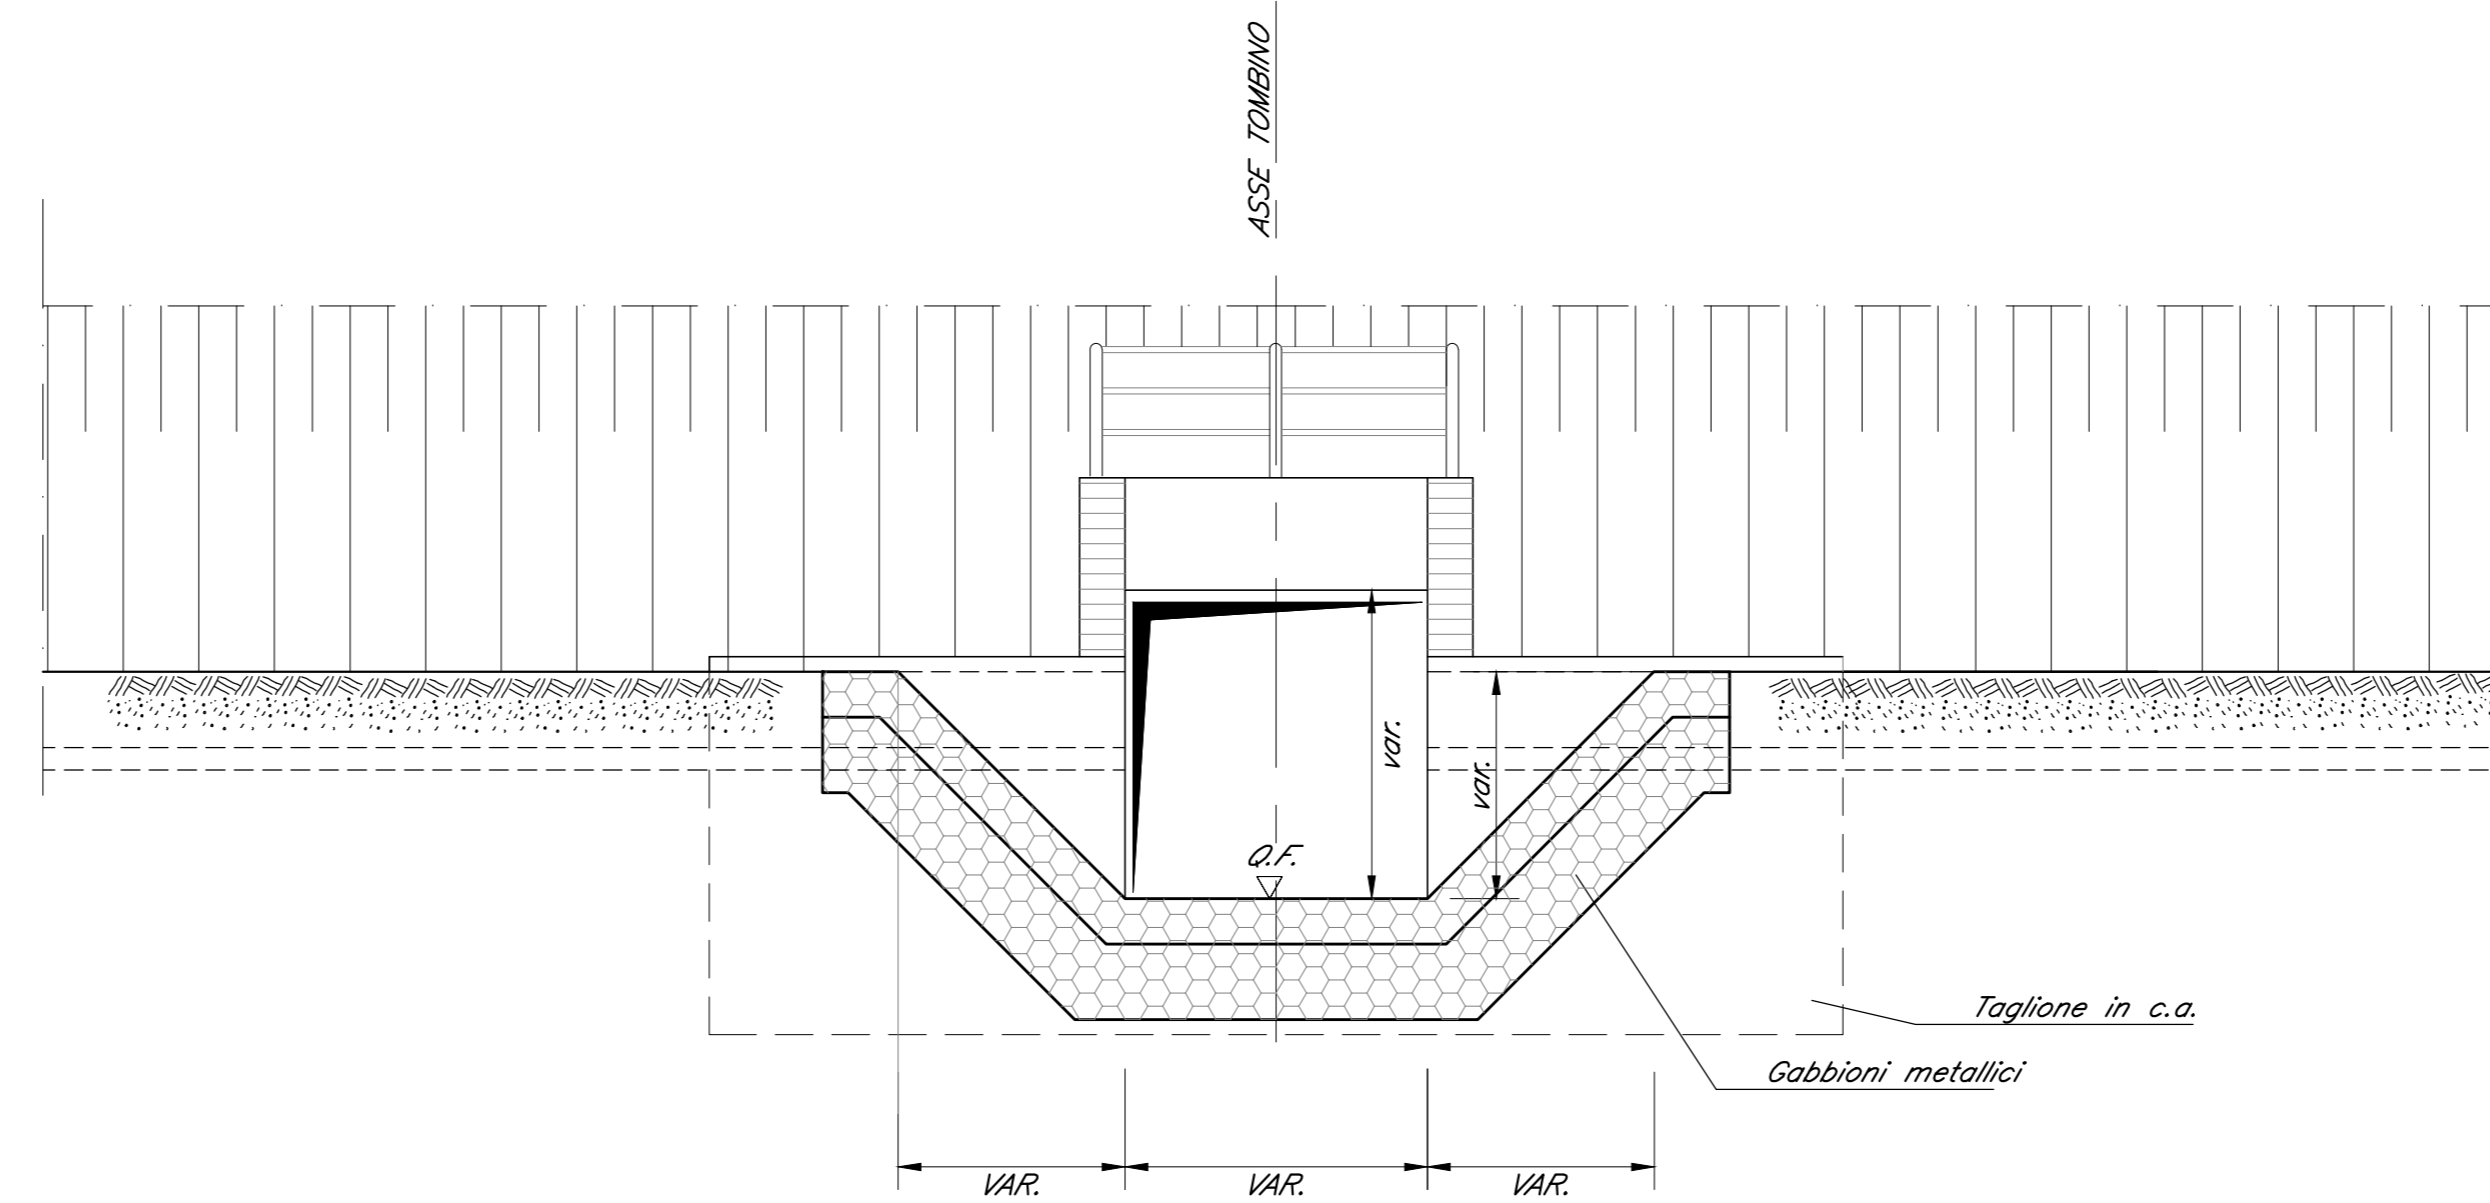 ASSE TOMBINO
var.
var.
Q.F.
Taglione in c.a.
Gabbioni metallici
VAR.
VAR.
VAR.